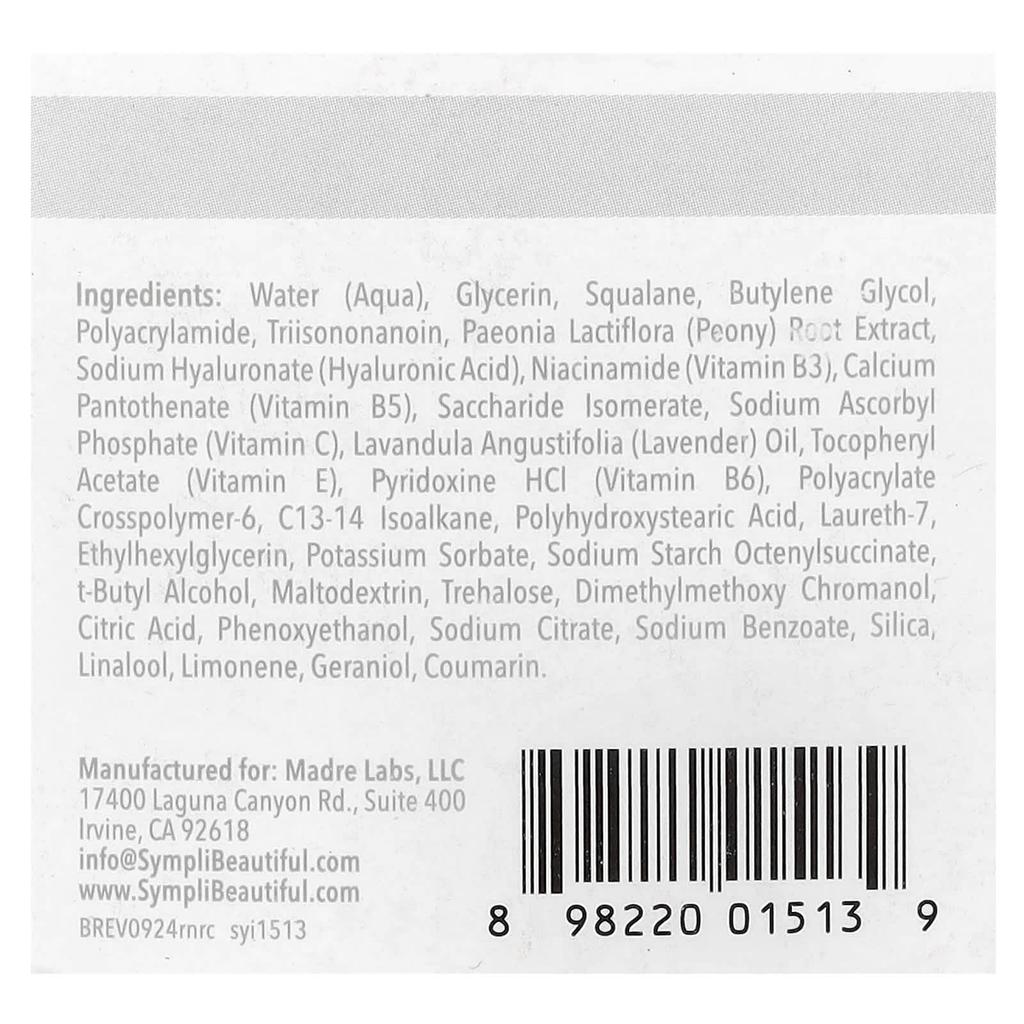 Ingredients: Water (Aqua), Glycerin, Squalane, Butylene Glycol,
Polyacrylamide, Triisononanoin, Paeonia Lactiflora (Peony) Root Extract,
Sodium Hyaluronate (Hyaluronic Acid), Niacinamide (Vitamin B3), Calcium
Pantothenate (Vitamin B5), Saccharide Isomerate, Sodium Ascorbyl
Phosphate (Vitamin C), Lavandula Angustifolia (Lavender) Oil, Tocopheryl
Acetate (Vitamin E), Pyridoxine HCl (Vitamin B6), Polyacrylate
Crosspolymer-6, C13-14 Isoalkane, Polyhydroxystearic Acid, Laureth-7,
Ethylhexylglycerin, Potassium Sorbate, Sodium Starch Octenylsuccinate,
t-Butyl Alcohol, Maltodextrin, Trehalose, Dimethylmethoxy Chromanol,
Citric Acid, Phenoxyethanol, Sodium Citrate, Sodium Benzoate, Silica,
Linalool, Limonene, Geraniol, Coumarin.
Manufactured for: Madre Labs, LLC
17400 Laguna Canyon Rd., Suite 400
Irvine, CA 92618
info@SympliBeautiful.com
www.SympliBeautiful.com
BREV0924rnrc syi1513
8 98220 01513 9